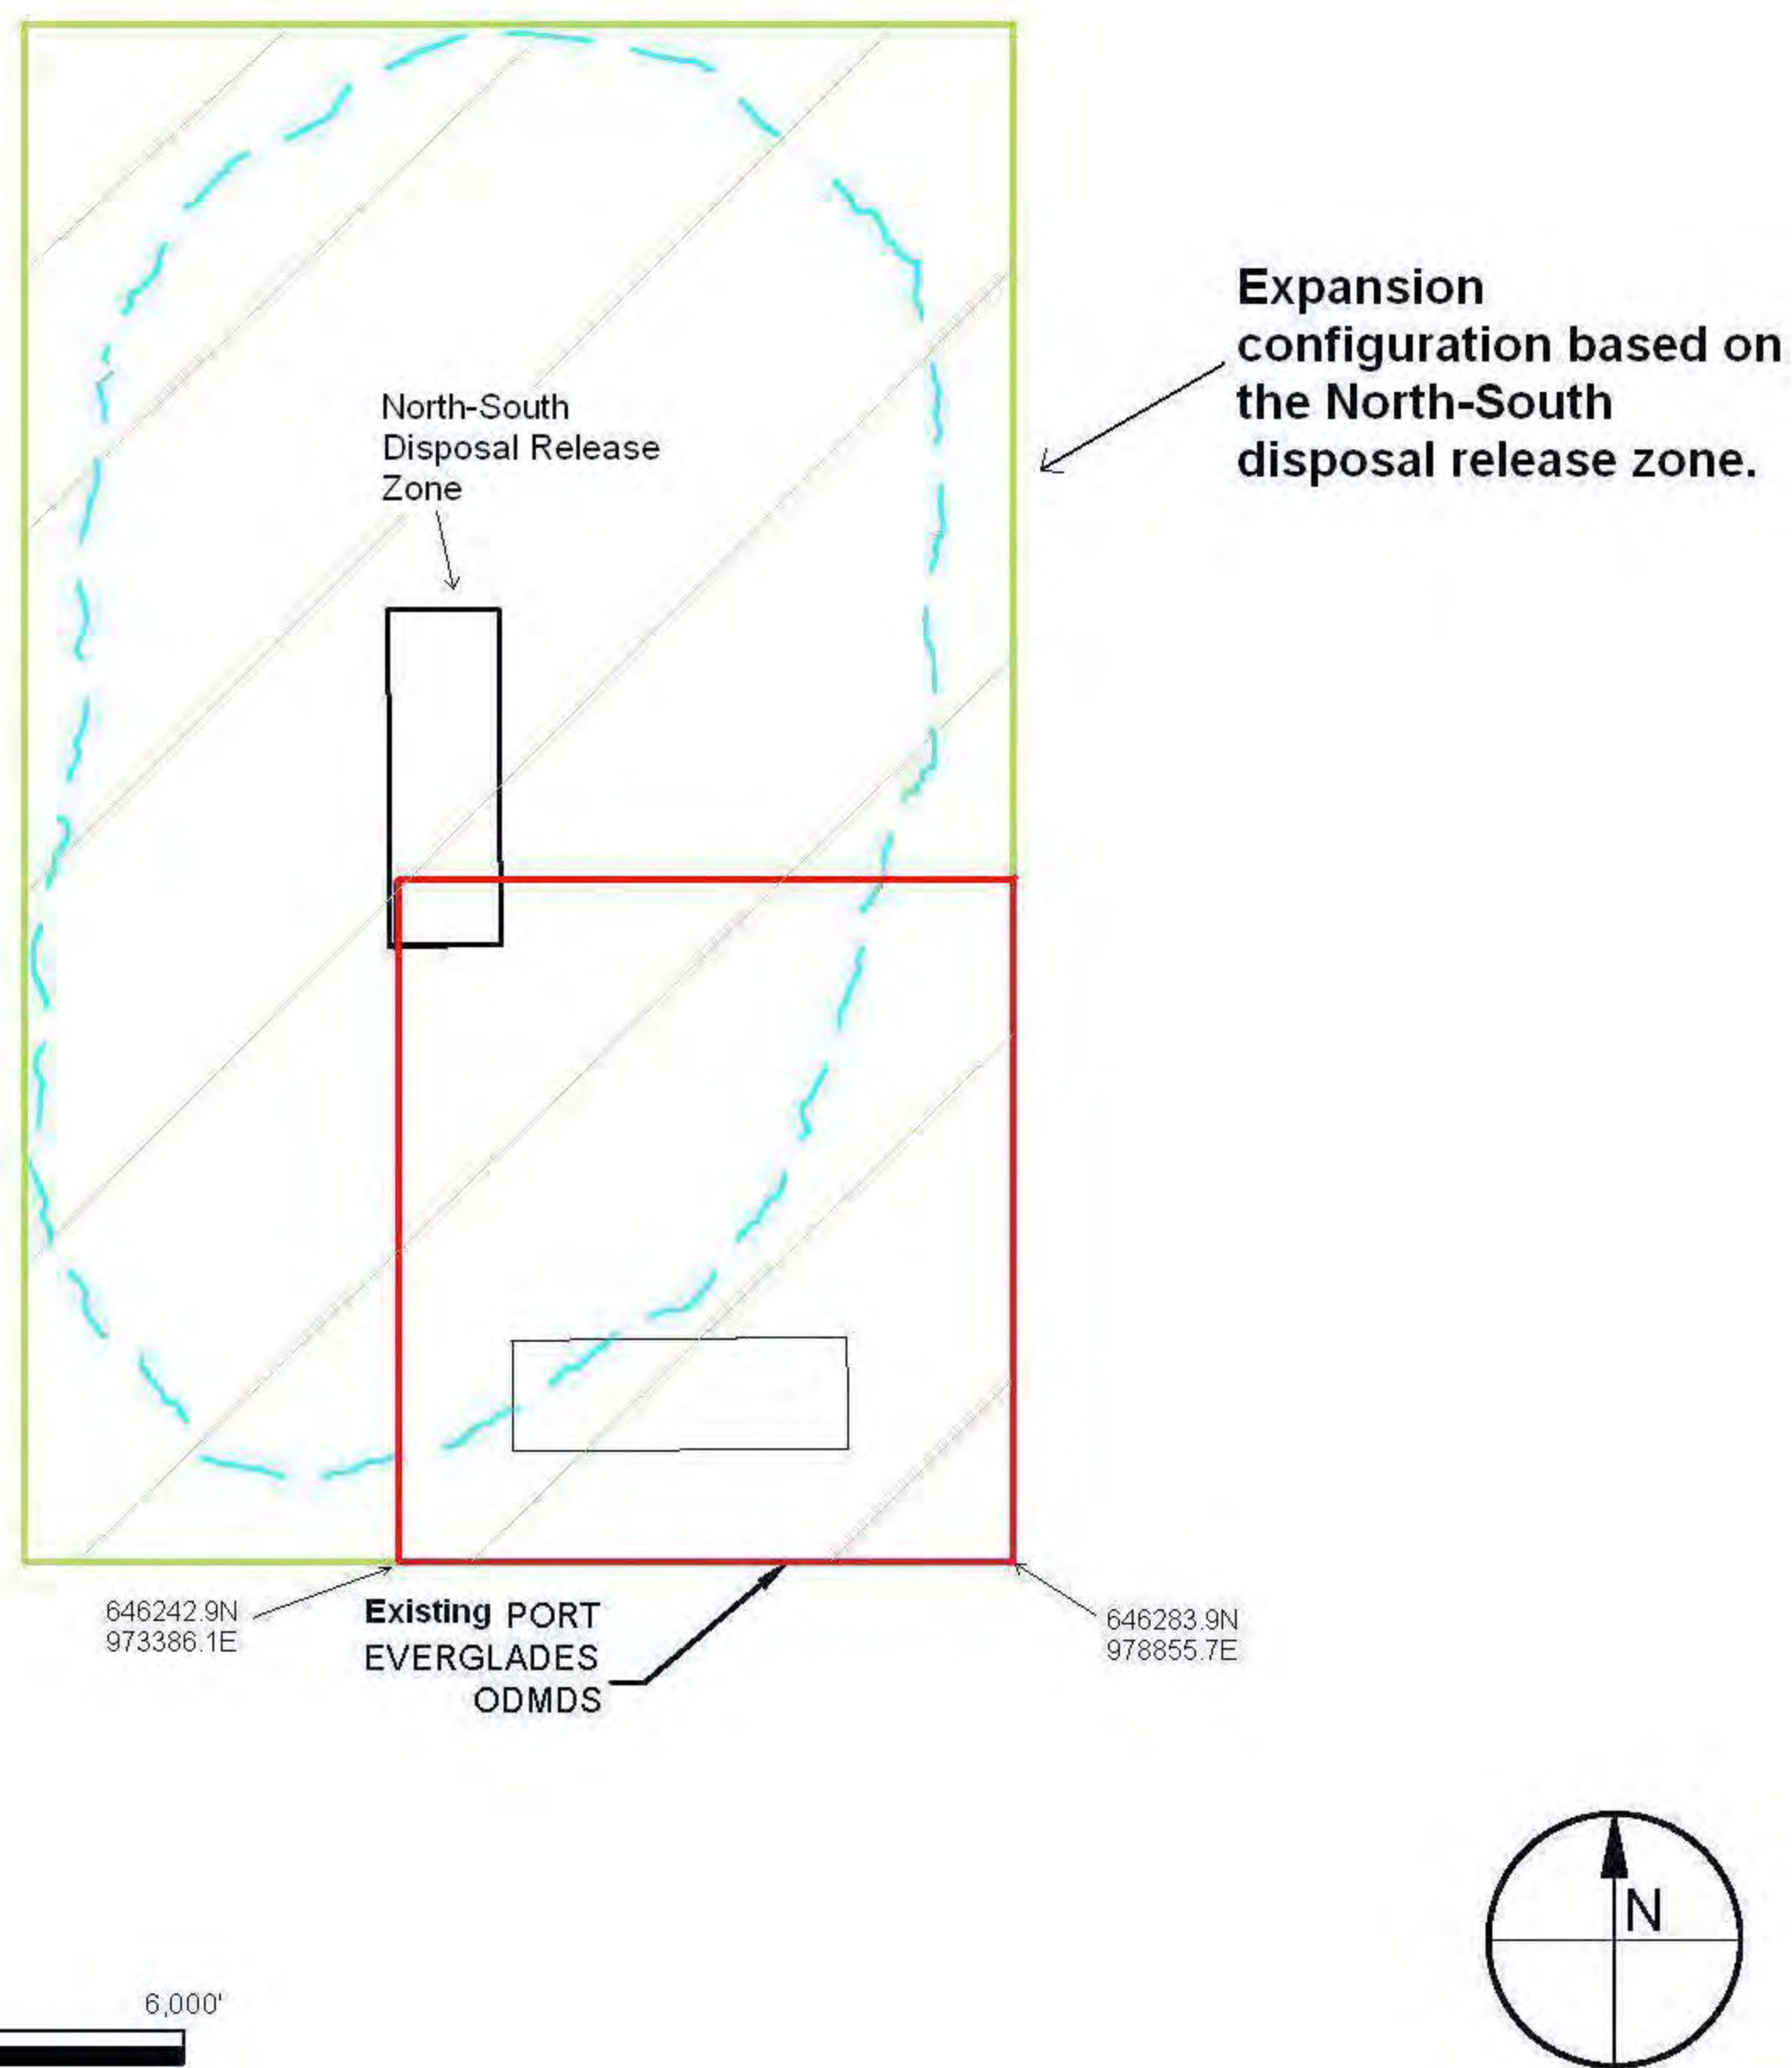 Expansion
configuration based on
the North-South
disposal release zone.
North-South
Disposal Release
Zone
646242.9N
973386.1E
Existing PORT
EVERGLADES
ODMDS
646283.9N
978855.7E
N
6,000'